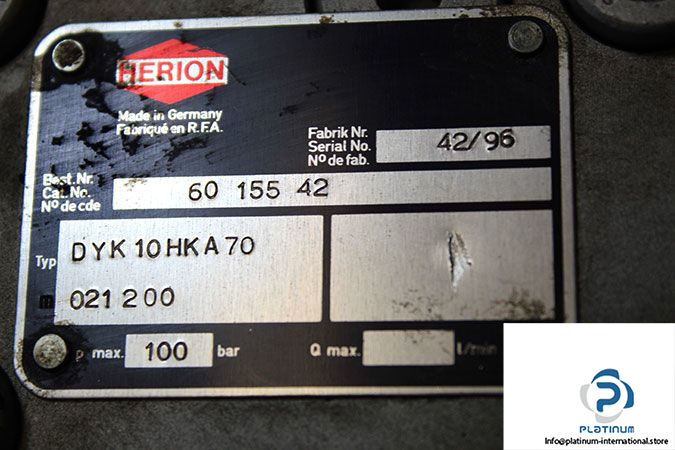 HERION
Made in Germany
Fabriqué en R.F.A.
Fabrik Nr.
Serial No. 42/96
Nº de fab.
Best. Nr.
Cat. No. 60 155 42
Nº de cde
Typ DYK 10 HKA 70
021 2 00
p max. 100 bar Q max. l/min
PLATINUM
Info@platinum-international.store